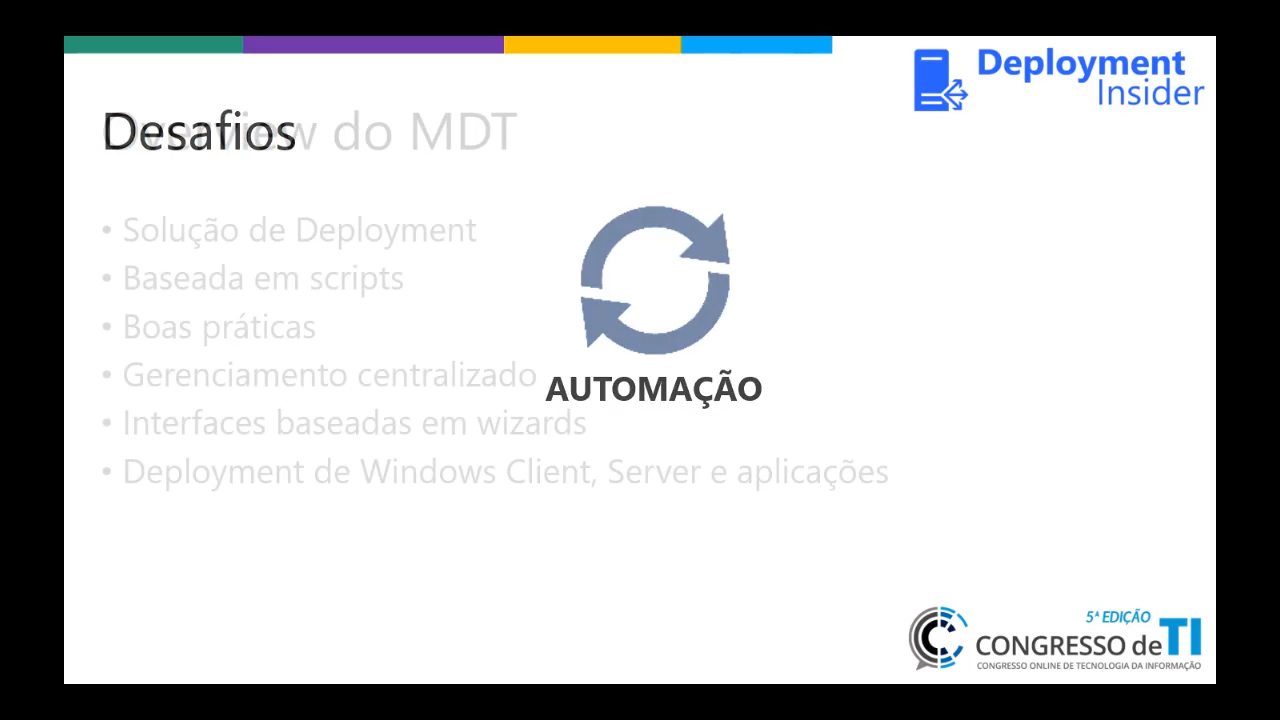 Deployment
Insider
Desafios
Overview do MDT
• Solução de Deployment
• Baseada em scripts
• Boas práticas
• Gerenciamento centralizado
AUTOMAÇÃO
• Interfaces baseadas em wizards
• Deployment de Windows Client, Server e aplicações
5ª EDIÇÃO
CONGRESSO de TI
CONGRESSO ONLINE DE TECNOLOGIA DA INFORMAÇÃO